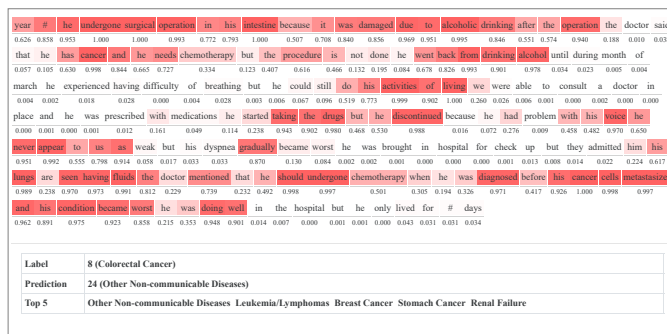 year # he undergone surgical operation in his intestine because it was damaged due to alcoholic drinking after the operation the doctor said
0.626 0.858 0.953 1.000 1.000 0.993 0.772 0.793 1.000 0.507 0.708 0.840 0.856 0.969 0.951 0.995 0.846 0.551 0.574 0.940 0.188 0.010 0.03
that he has cancer and he needs chemotherapy but the procedure is not done he went back from drinking alcohol until during month of
0.057 0.105 0.630 0.998 0.844 0.665 0.727 0.334 0.123 0.407 0.616 0.466 0.132 0.195 0.084 0.678 0.826 0.993 0.901 0.978 0.034 0.023 0.005 0.004
march he experienced having difficulty of breathing but he could still do his activities of living we were able to consult a doctor in
0.004 0.002 0.018 0.028 0.000 0.004 0.028 0.003 0.006 0.067 0.096 0.519 0.773 0.999 0.902 1.000 0.260 0.026 0.006 0.001 0.000 0.002 0.000 0.000
place and he was prescribed with medications he started taking the drugs but he discontinued because he had problem with his voice he
0.000 0.001 0.000 0.001 0.012 0.161 0.049 0.114 0.238 0.943 0.902 0.980 0.468 0.530 0.988 0.016 0.072 0.276 0.009 0.458 0.482 0.970 0.650
never appear to us as weak but his dyspnea gradually became worst he was brought in hospital for check up but they admitted him his
0.951 0.992 0.555 0.798 0.914 0.058 0.017 0.033 0.033 0.870 0.130 0.084 0.002 0.002 0.001 0.000 0.000 0.000 0.001 0.013 0.008 0.014 0.022 0.224 0.617
lungs are seen having fluids the doctor mentioned that he should undergone chemotherapy when he was diagnosed before his cancer cells metastasize
0.989 0.238 0.970 0.973 0.991 0.812 0.229 0.739 0.232 0.492 0.998 0.997 0.501 0.305 0.194 0.326 0.971 0.417 0.926 1.000 0.998 0.997
and his condition became worst he was doing well in the hospital but he only lived for # days
0.962 0.891 0.975 0.923 0.858 0.215 0.353 0.948 0.901 0.014 0.007 0.000 0.001 0.001 0.000 0.043 0.031 0.031 0.034
Label 8 (Colorectal Cancer)
Prediction 24 (Other Non-communicable Diseases)
Top 5 Other Non-communicable Diseases Leukemia/Lymphomas Breast Cancer Stomach Cancer Renal Failure